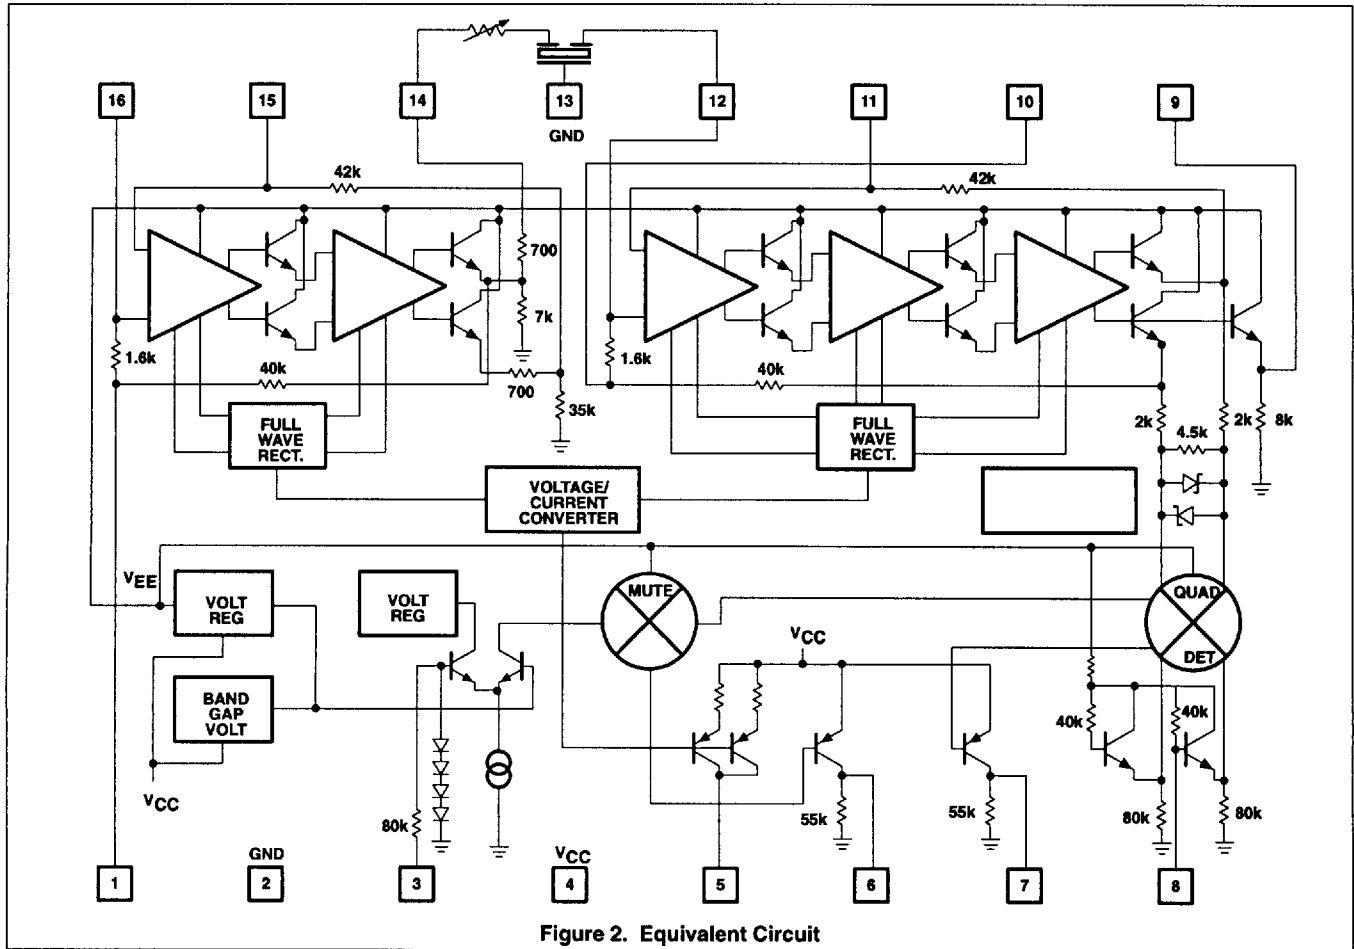 16
15
14
13
12
11
10
9
GND
42k
42k
700
7k
1.6k
40k
700
35k
1.6k
40k
2k
2k
8k
4.5k
FULL
WAVE
RECT.
FULL
WAVE
RECT.
VOLTAGE/
CURRENT
CONVERTER
VEE
VOLT
REG
VOLT
REG
MUTE
QUAD
DET
VCC
BAND
GAP
VOLT
VCC
40k
40k
80k
55k
55k
80k
80k
GND
VCC
1
2
3
4
5
6
7
8
Figure 2. Equivalent Circuit